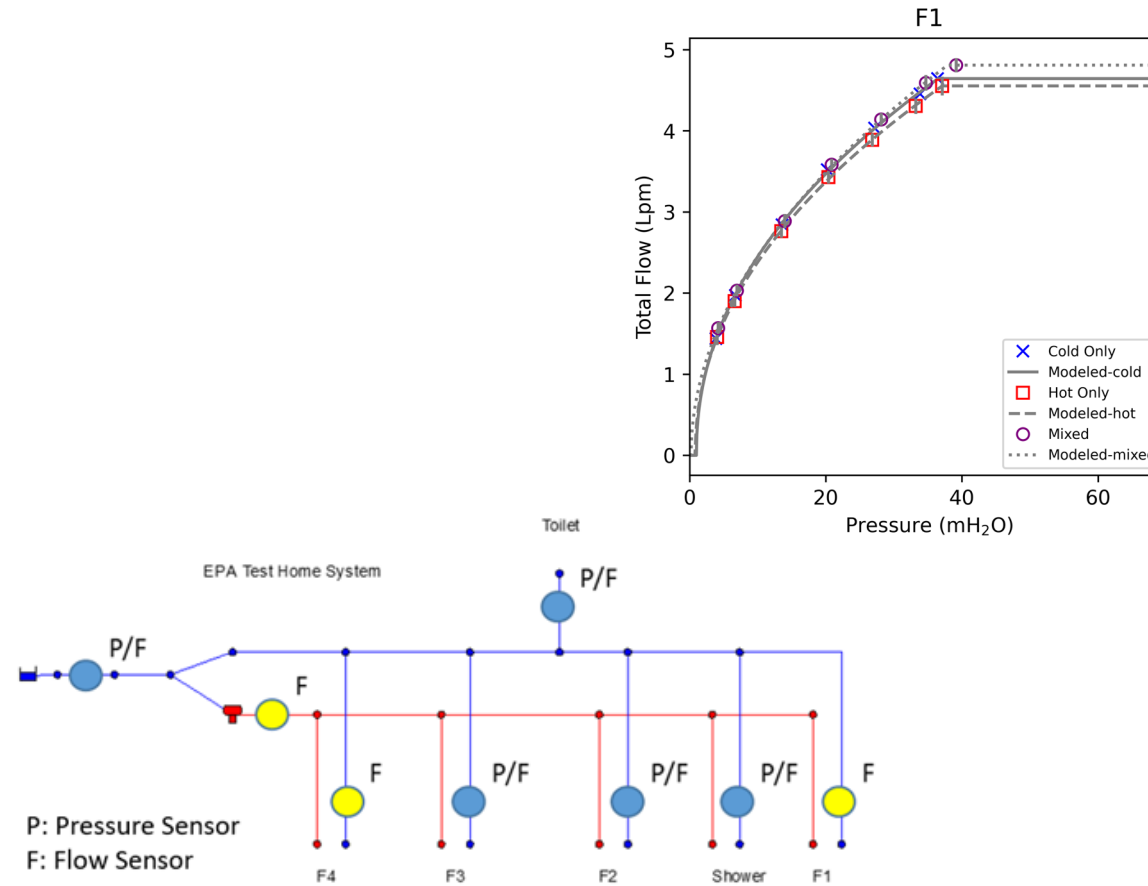 F1
5
4
3
2
1
0
Total Flow (Lpm)
Cold Only
Modeled-cold
Hot Only
Modeled-hot
Mixed
Modeled-mixed
0 20 40 60
Pressure (mH₂O)
Toilet
EPA Test Home System
P/F
P/F
F
F P/F P/F P/F F
P: Pressure Sensor
F: Flow Sensor
F4 F3 F2 Shower F1